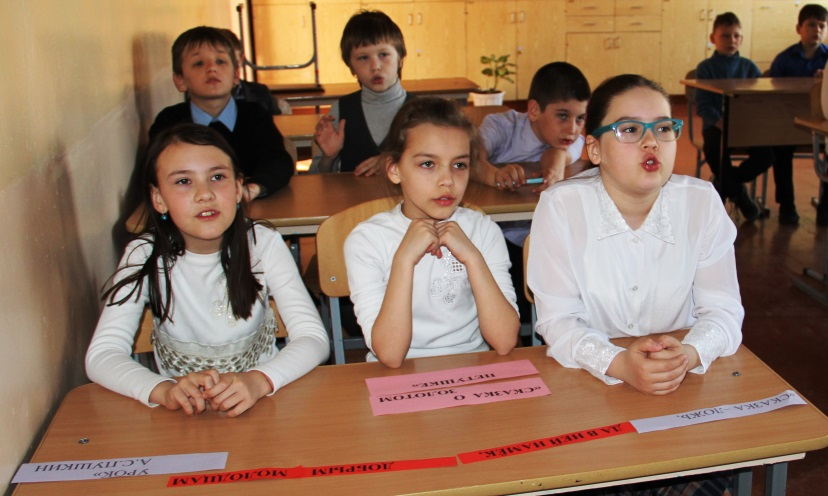 «СКАЗКА О ЗОЛОТОМ
ПЕТУШКЕ»
«СКАЗКА – ЛОЖЬ,
ДА В НЕЙ НАМЕК,
ДОБРЫМ
МОЛОДЦАМ
УРОК»
А.С.ПУШКИН